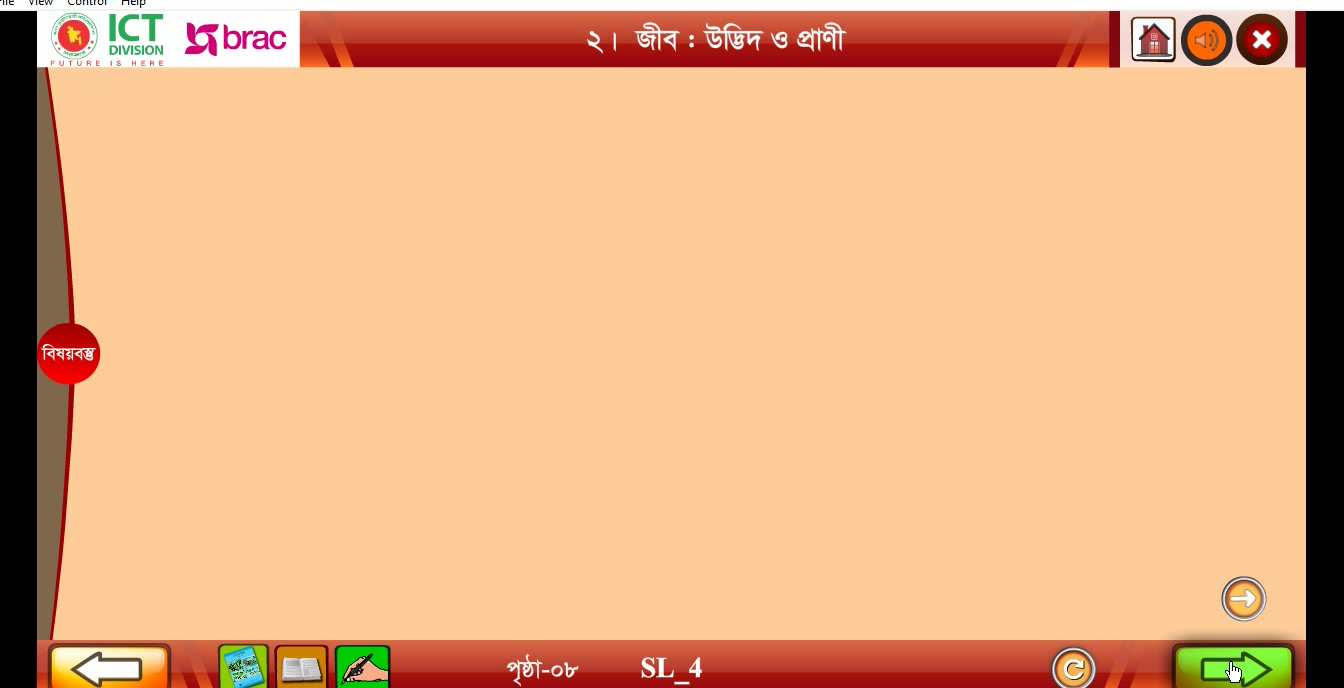 File View Control Help
ICT
DIVISION
FUTURE IS HERE
brac
২। জীব : উদ্ভিদ ও প্রাণী
বিষয়বস্তু
পৃষ্ঠা-০৮ SL_4